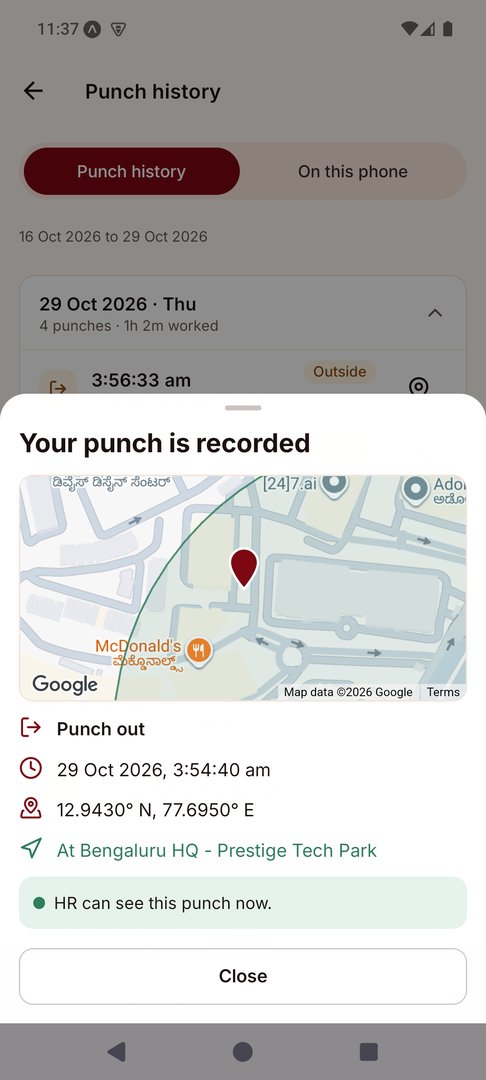 11:37
Punch history
Punch history
On this phone
16 Oct 2026 to 29 Oct 2026
29 Oct 2026 · Thu
4 punches · 1h 2m worked
3:56:33 am
Outside
Your punch is recorded
ಡಿವೈಸ್ ಡಿಸೈನ್ ಸೆಂಟರ್
[24]7.ai
McDonald's
ಮೆಕ್ಡೊನಾಲ್ಡ್ಸ್
Google
Map data ©2026 Google
Terms
Punch out
29 Oct 2026, 3:54:40 am
12.9430° N, 77.6950° E
At Bengaluru HQ - Prestige Tech Park
HR can see this punch now.
Close